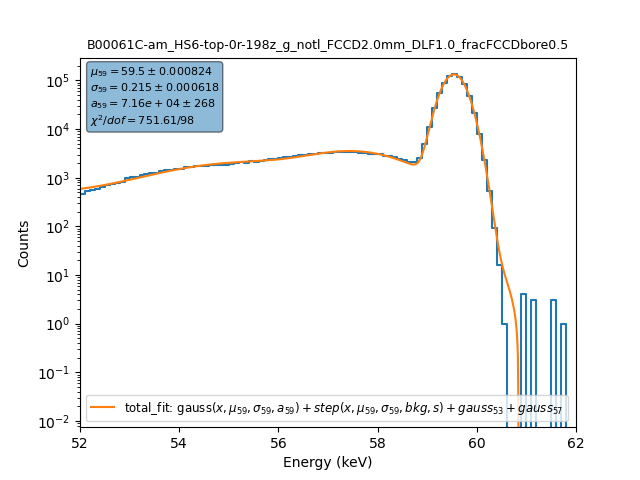 B00061C-am_HS6-top-0r-198z_g_notl_FCCD2.0mm_DLF1.0_fracFCCDbore0.5
μ₅₉ = 59.5 ± 0.000824
σ₅₉ = 0.215 ± 0.000618
a₅₉ = 7.16e + 04 ± 268
χ²/dof = 751.61/98
10⁵
10⁴
10³
10²
10¹
10⁰
10⁻¹
10⁻²
Counts
total_fit: gauss(x, μ₅₉, σ₅₉, a₅₉) + step(x, μ₅₉, σ₅₉, bkg, s) + gauss₅₃ + gauss₅₇
52 54 56 58 60 62
Energy (keV)